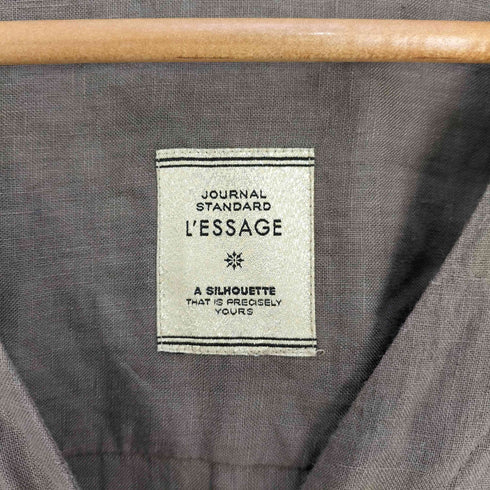 JOURNAL
STANDARD
L'ESSAGE
A SILHOUETTE
THAT IS PRECISELY
YOURS